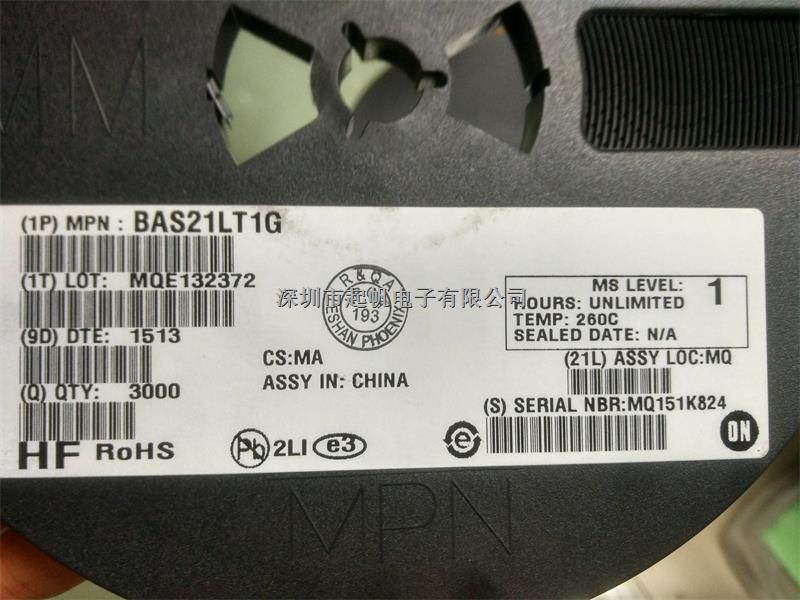 MM
(1P) MPN : BAS21LT1G
(1T) LOT: MQE132372
(9D) DTE: 1513
(Q) QTY: 3000
HF RoHS
深圳市起帆电子有限公司
R & QA
193
LESHAN PHOENIX
CS:MA
ASSY IN: CHINA
Pb 2LI e3
MS LEVEL: 1
HOURS: UNLIMITED
TEMP: 260C
SEALED DATE: N/A
(21L) ASSY LOC:MQ
(S) SERIAL NBR:MQ151K824
e
ON
MPN